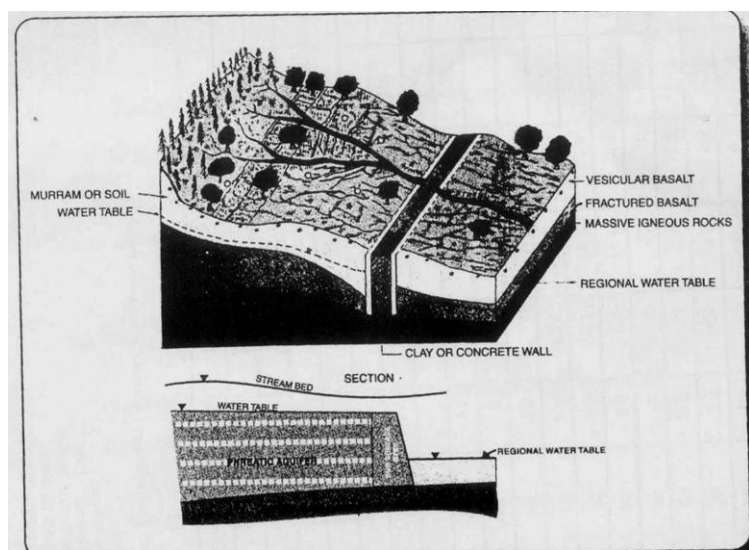 VESICULAR BASALT
MURRAM OR SOIL
FRACTURED BASALT
WATER TABLE
MASSIVE IGNEOUS ROCKS
REGIONAL WATER TABLE
CLAY OR CONCRETE WALL
SECTION
STREAM BED
WATER TABLE
PHREATIC AQUIFER
REGIONAL WATER TABLE